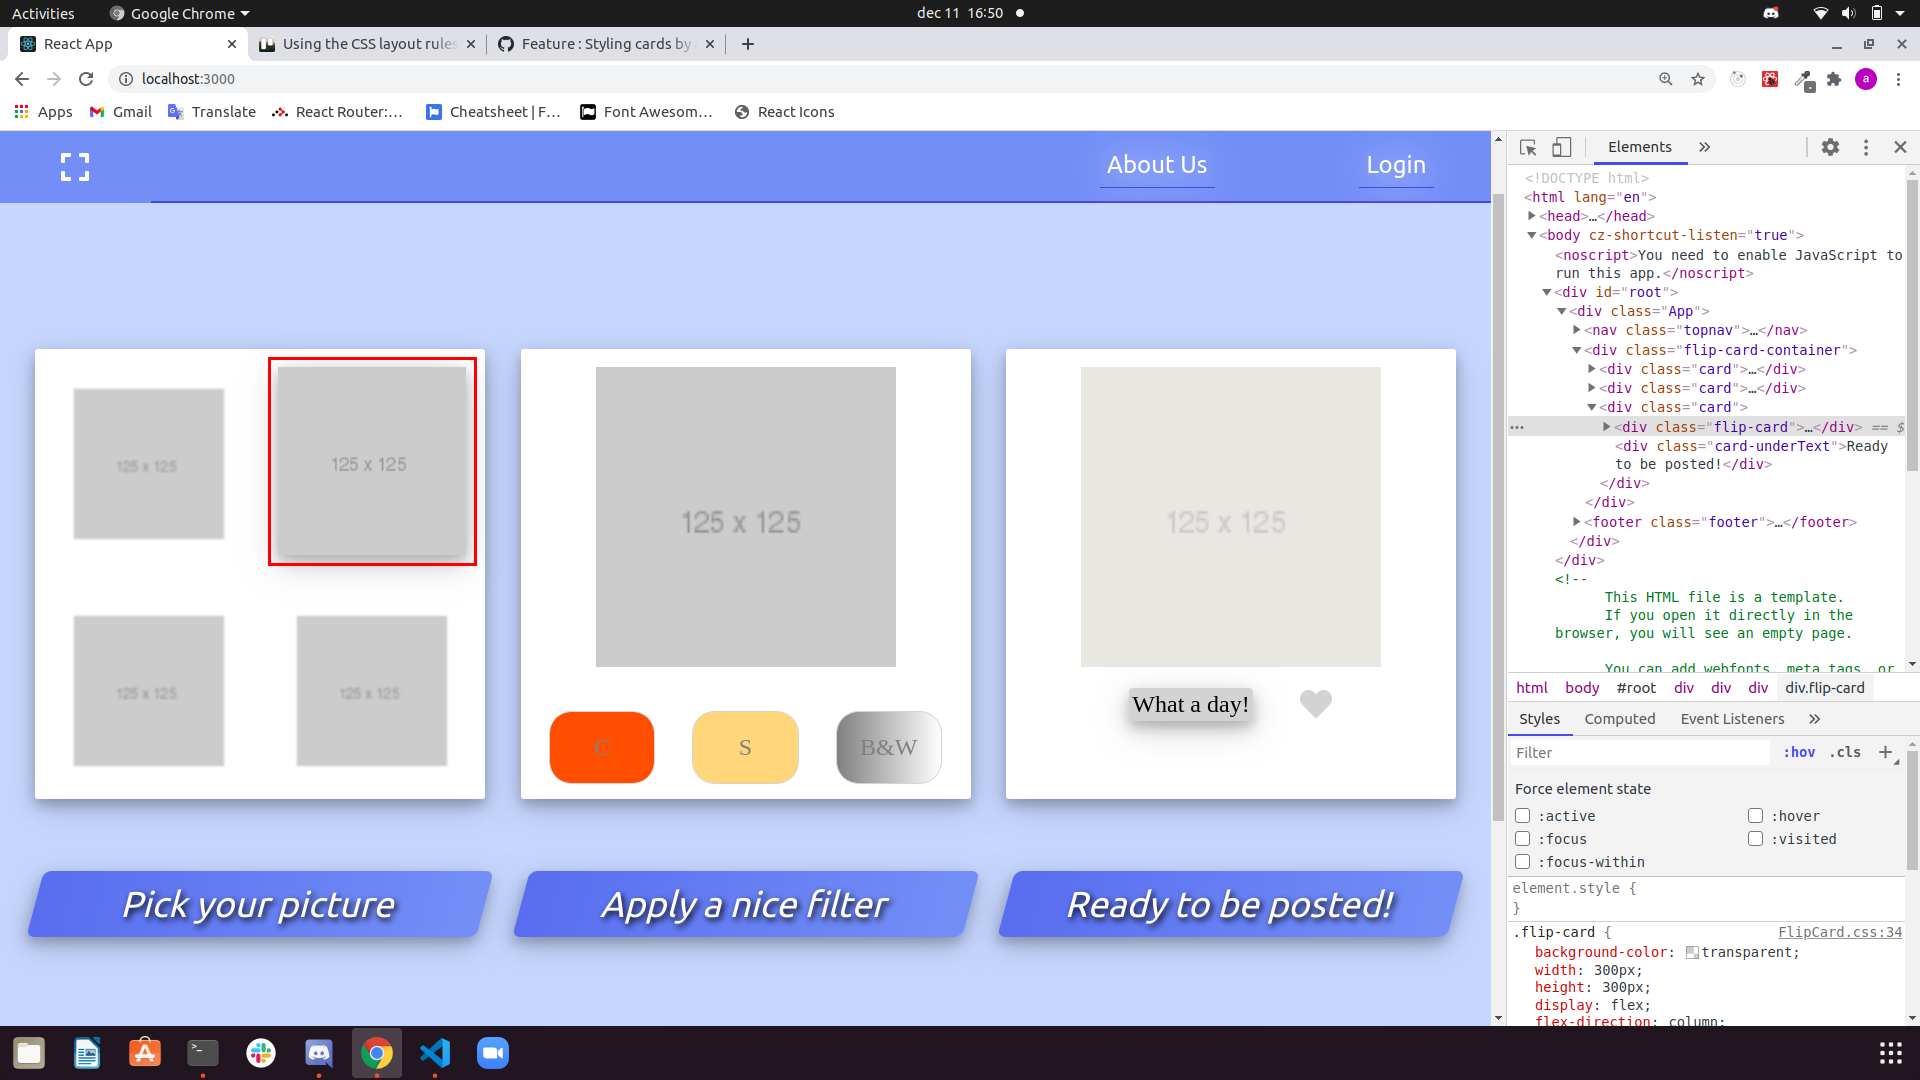 Activities
Google Chrome
dec 11 16:50
React App
Using the CSS layout rules
Feature : Styling cards by
localhost:3000
a
Apps
Gmail
Translate
React Router:...
Cheatsheet | F...
Font Awesom...
React Icons
About Us
Login
125 x 125
125 x 125
125 x 125
125 x 125
125 x 125
C
S
B&W
125 x 125
What a day!
Pick your picture
Apply a nice filter
Ready to be posted!
Elements
<!DOCTYPE html>
<html lang="en">
<head>…</head>
<body cz-shortcut-listen="true">
<noscript>You need to enable JavaScript to
run this app.</noscript>
<div id="root">
<div class="App">
<nav class="topnav">…</nav>
<div class="flip-card-container">
<div class="card">…</div>
<div class="card">…</div>
<div class="card">
<div class="flip-card">…</div> == $
<div class="card-underText">Ready
to be posted!</div>
</div>
</div>
<footer class="footer">…</footer>
</div>
</div>
<!--
This HTML file is a template.
If you open it directly in the
browser, you will see an empty page.
You can add webfonts, meta tags, or
html body #root div div div div.flip-card
Styles
Computed
Event Listeners
Filter
:hov
.cls
Force element state
:active
:hover
:focus
:visited
:focus-within
element.style {
}
.flip-card {
FlipCard.css:34
background-color: transparent;
width: 300px;
height: 300px;
display: flex;
flex-direction: column;